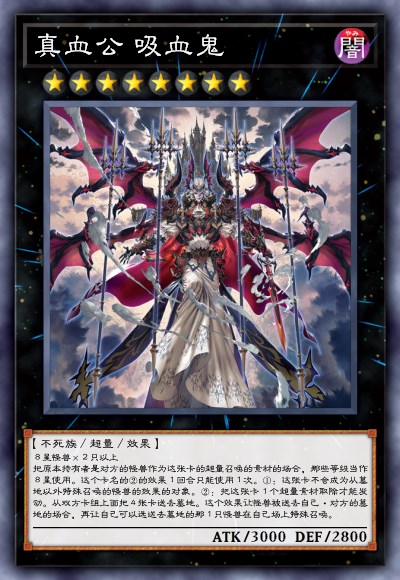 真血公 吸血鬼
やみ
闇
【不死族／超量／效果】
8星怪兽×2只以上
把原本持有者是对方的怪兽作为这张卡的超量召唤的素材的场合，那些等级当作
8星使用。这个卡名的②的效果1回合只能使用1次。①：这张卡不会成为从墓
地以外特殊召唤的怪兽的效果的对象。②：把这张卡1个超量素材取除才能发
动。从双方卡组上面把4张卡送去墓地。这个效果让怪兽被送去自己·对方的墓
地的场合，再让自己可以选送去墓地的那1只怪兽在自己场上特殊召唤。
ATK/3000 DEF/2800